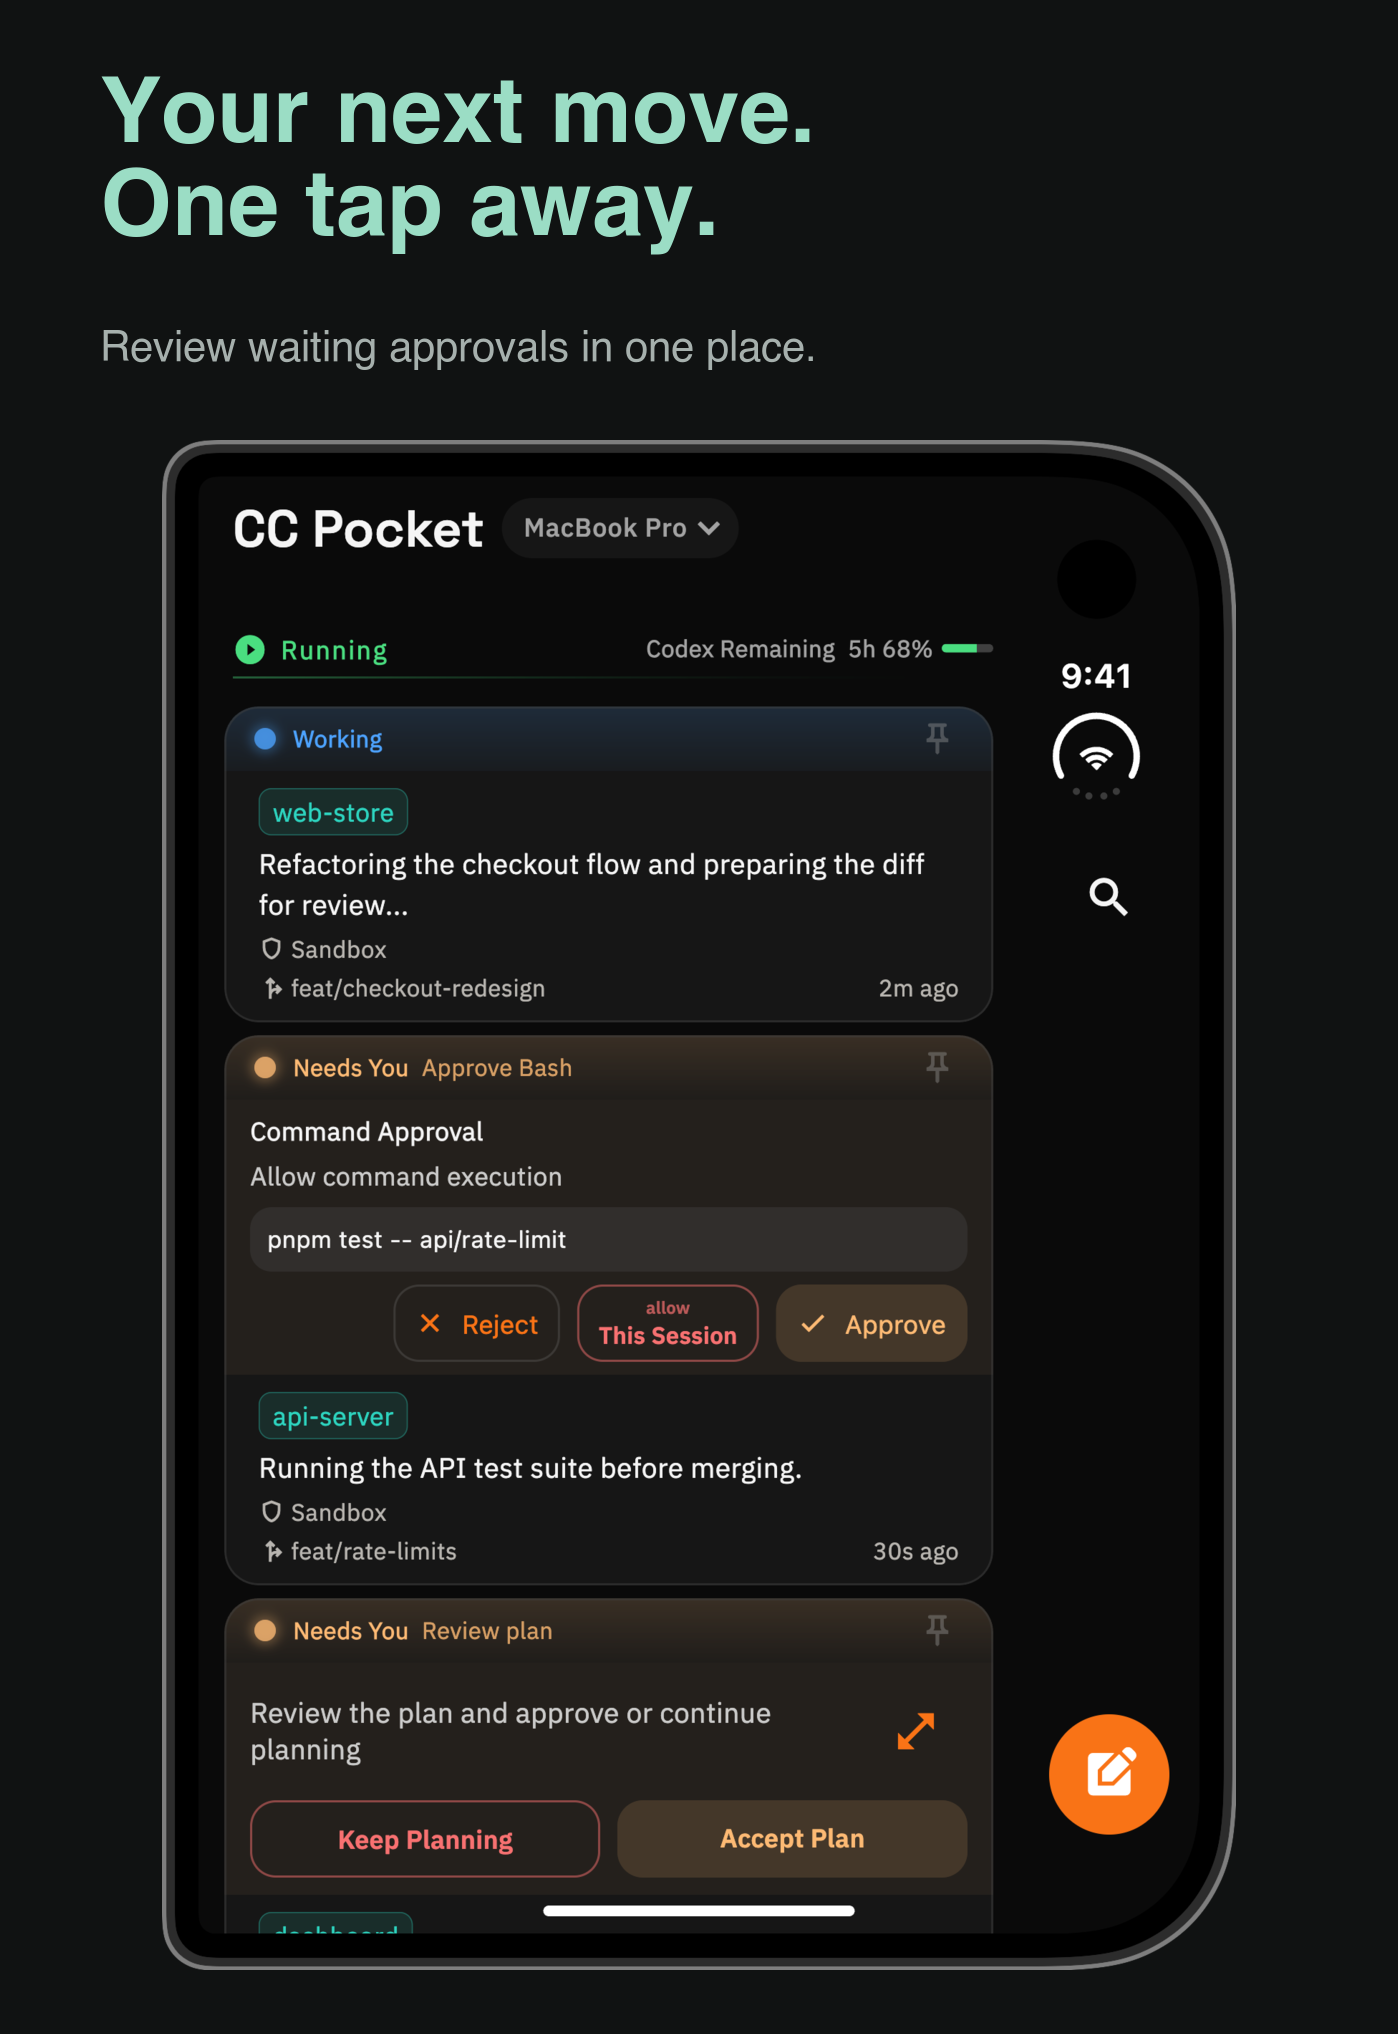 Your next move.
One tap away.
Review waiting approvals in one place.
CC Pocket
MacBook Pro
Running
Codex Remaining 5h 68%
9:41
Working
web-store
Refactoring the checkout flow and preparing the diff
for review...
Sandbox
feat/checkout-redesign
2m ago
Needs You Approve Bash
Command Approval
Allow command execution
pnpm test -- api/rate-limit
Reject
allow
This Session
Approve
api-server
Running the API test suite before merging.
Sandbox
feat/rate-limits
30s ago
Needs You Review plan
Review the plan and approve or continue
planning
Keep Planning
Accept Plan
dashboard